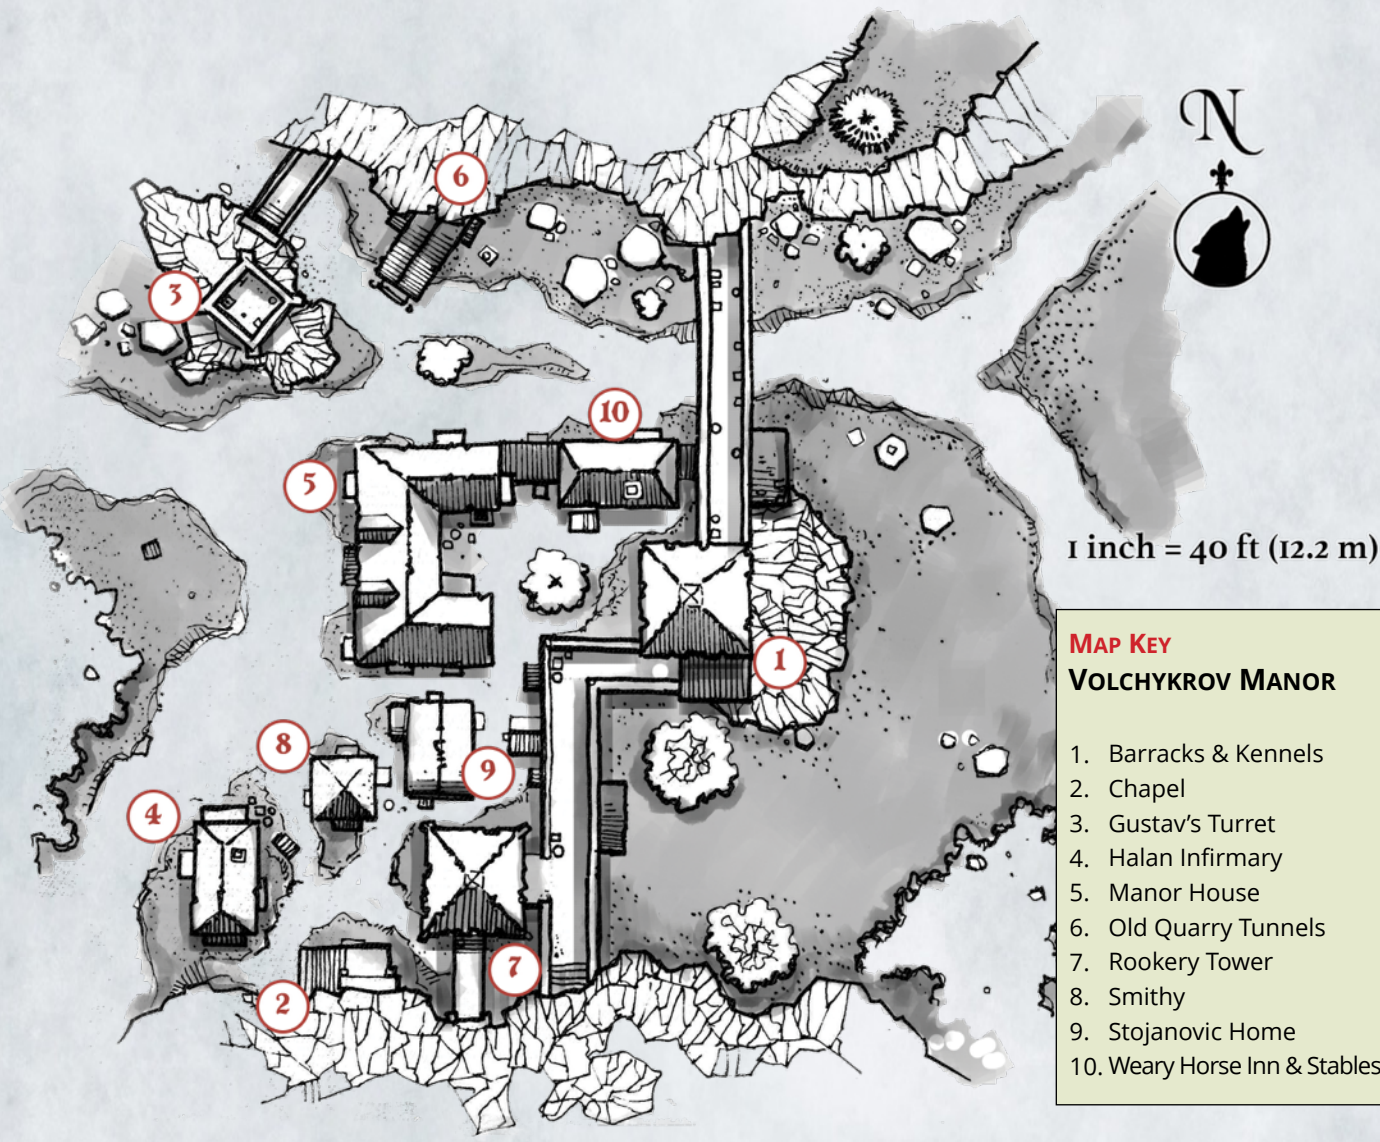 N
6
3
10
5
1 inch = 40 ft (12.2 m)
1
8
9
4
7
2
MAP KEY
VOLCHYKROV MANOR
1. Barracks & Kennels
2. Chapel
3. Gustav’s Turret
4. Halan Infirmary
5. Manor House
6. Old Quarry Tunnels
7. Rookery Tower
8. Smithy
9. Stojanovic Home
10. Weary Horse Inn & Stables